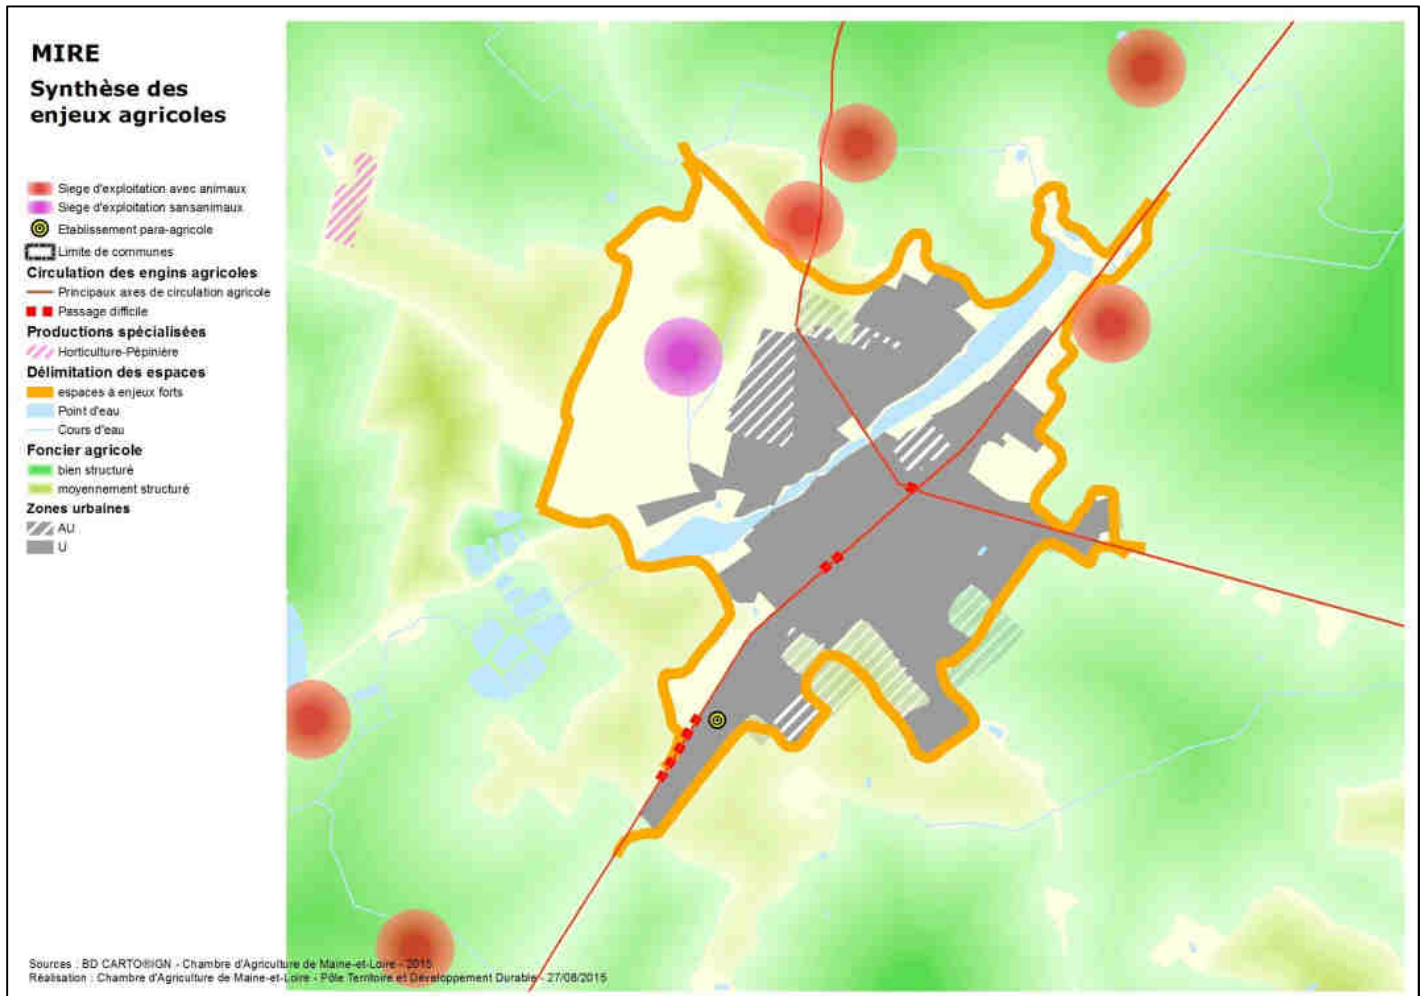 MIRE
Synthèse des
enjeux agricoles
Siege d'exploitation avec animaux
Siege d'exploitation sansanimaux
Etablissement para-agricole
Limite de communes
Circulation des engins agricoles
Principaux axes de circulation agricole
Passage difficile
Productions spécialisées
Horticulture-Pépinière
Délimitation des espaces
espaces à enjeux forts
Point d'eau
Cours d'eau
Foncier agricole
bien structuré
moyennement structuré
Zones urbaines
AU
U
Sources : BD CARTO®IGN - Chambre d'Agriculture de Maine-et-Loire - 2015
Réalisation : Chambre d'Agriculture de Maine-et-Loire - Pôle Territoire et Développement Durable - 27/08/2015